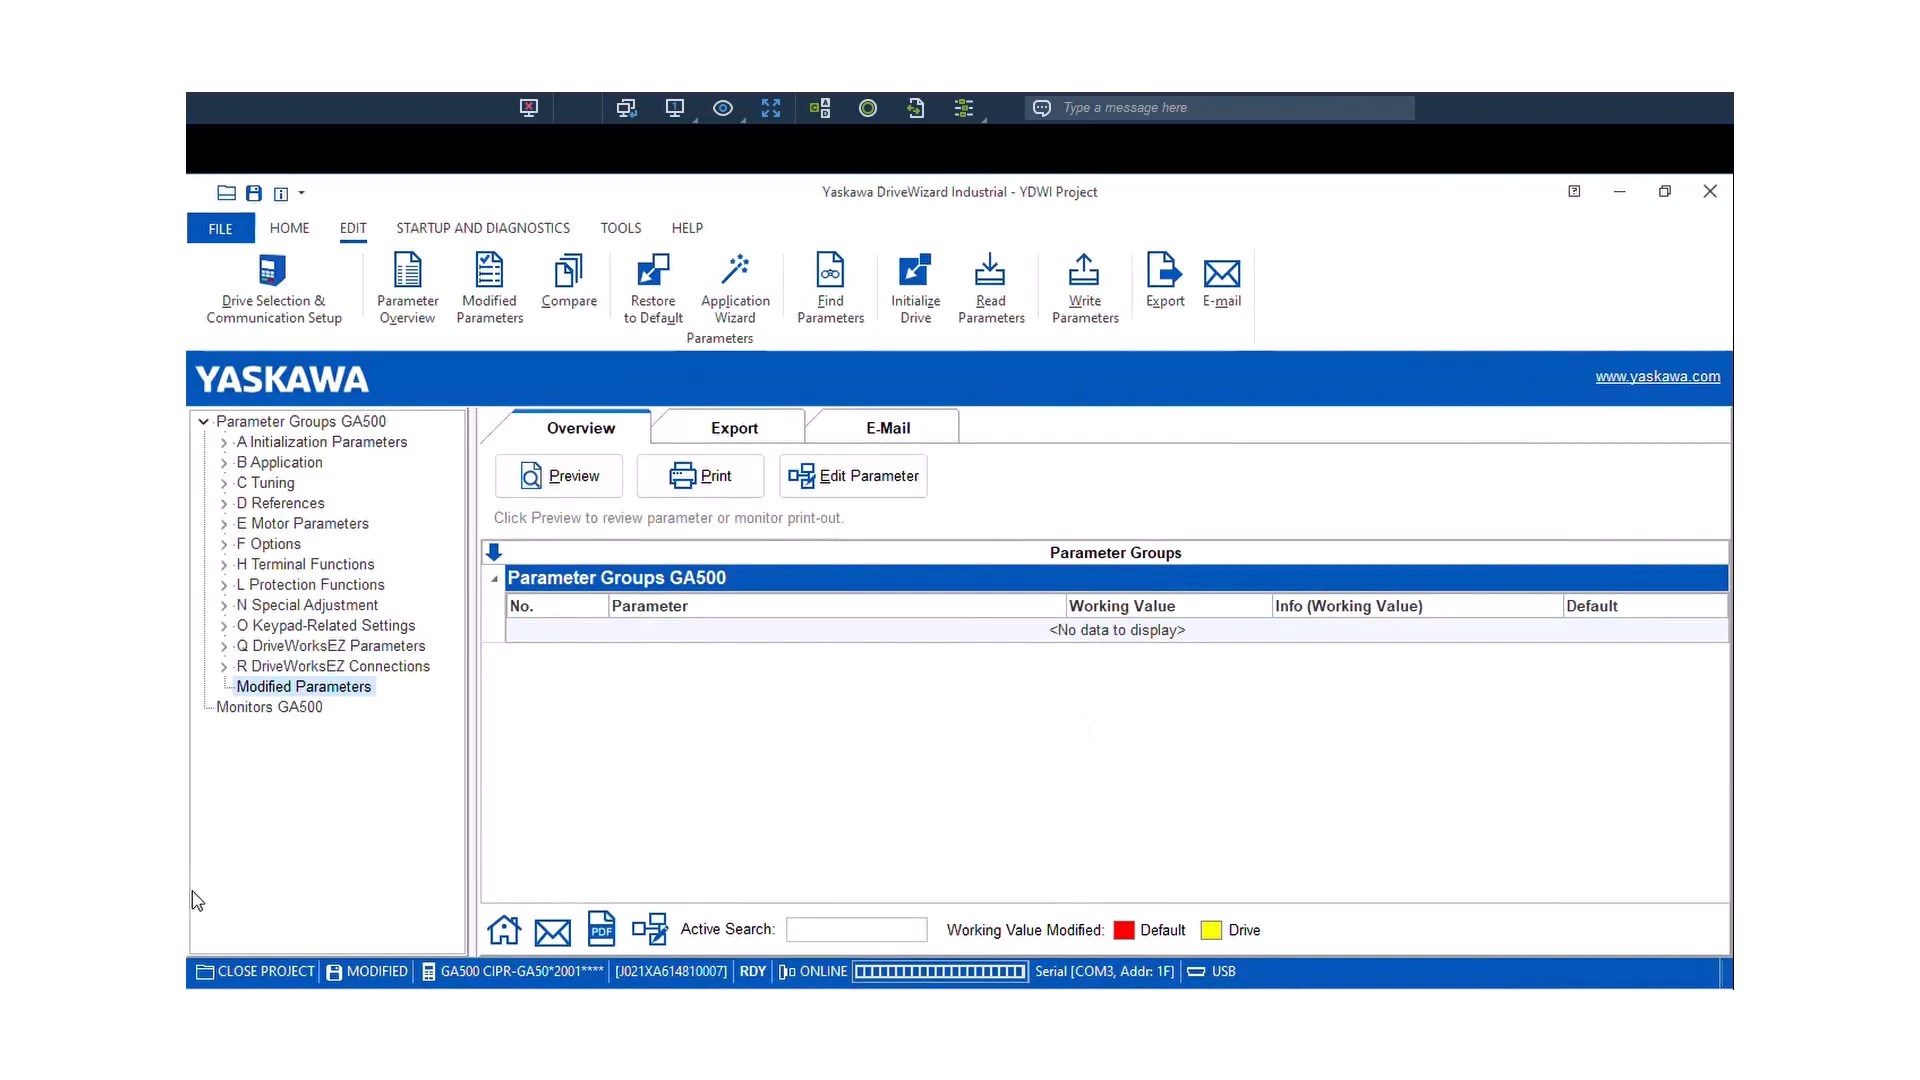 Type a message here
Yaskawa DriveWizard Industrial - YDWI Project
FILE HOME EDIT STARTUP AND DIAGNOSTICS TOOLS HELP
Drive Selection &
Communication Setup
Parameter
Overview
Modified
Parameters
Compare
Restore
to Default
Application
Wizard
Find
Parameters
Initialize
Drive
Read
Parameters
Write
Parameters
Export
E-mail
Parameters
YASKAWA
www.yaskawa.com
Parameter Groups GA500
A Initialization Parameters
B Application
C Tuning
D References
E Motor Parameters
F Options
H Terminal Functions
L Protection Functions
N Special Adjustment
O Keypad-Related Settings
Q DriveWorksEZ Parameters
R DriveWorksEZ Connections
Modified Parameters
Monitors GA500
Overview Export E-Mail
Preview Print Edit Parameter
Click Preview to review parameter or monitor print-out.
Parameter Groups
Parameter Groups GA500
No. Parameter Working Value Info (Working Value) Default
<No data to display>
PDF Active Search: Working Value Modified: Default Drive
CLOSE PROJECT MODIFIED GA500 CIPR-GA50*2001**** [J021XA614810007] RDY ONLINE Serial [COM3, Addr: 1F] USB